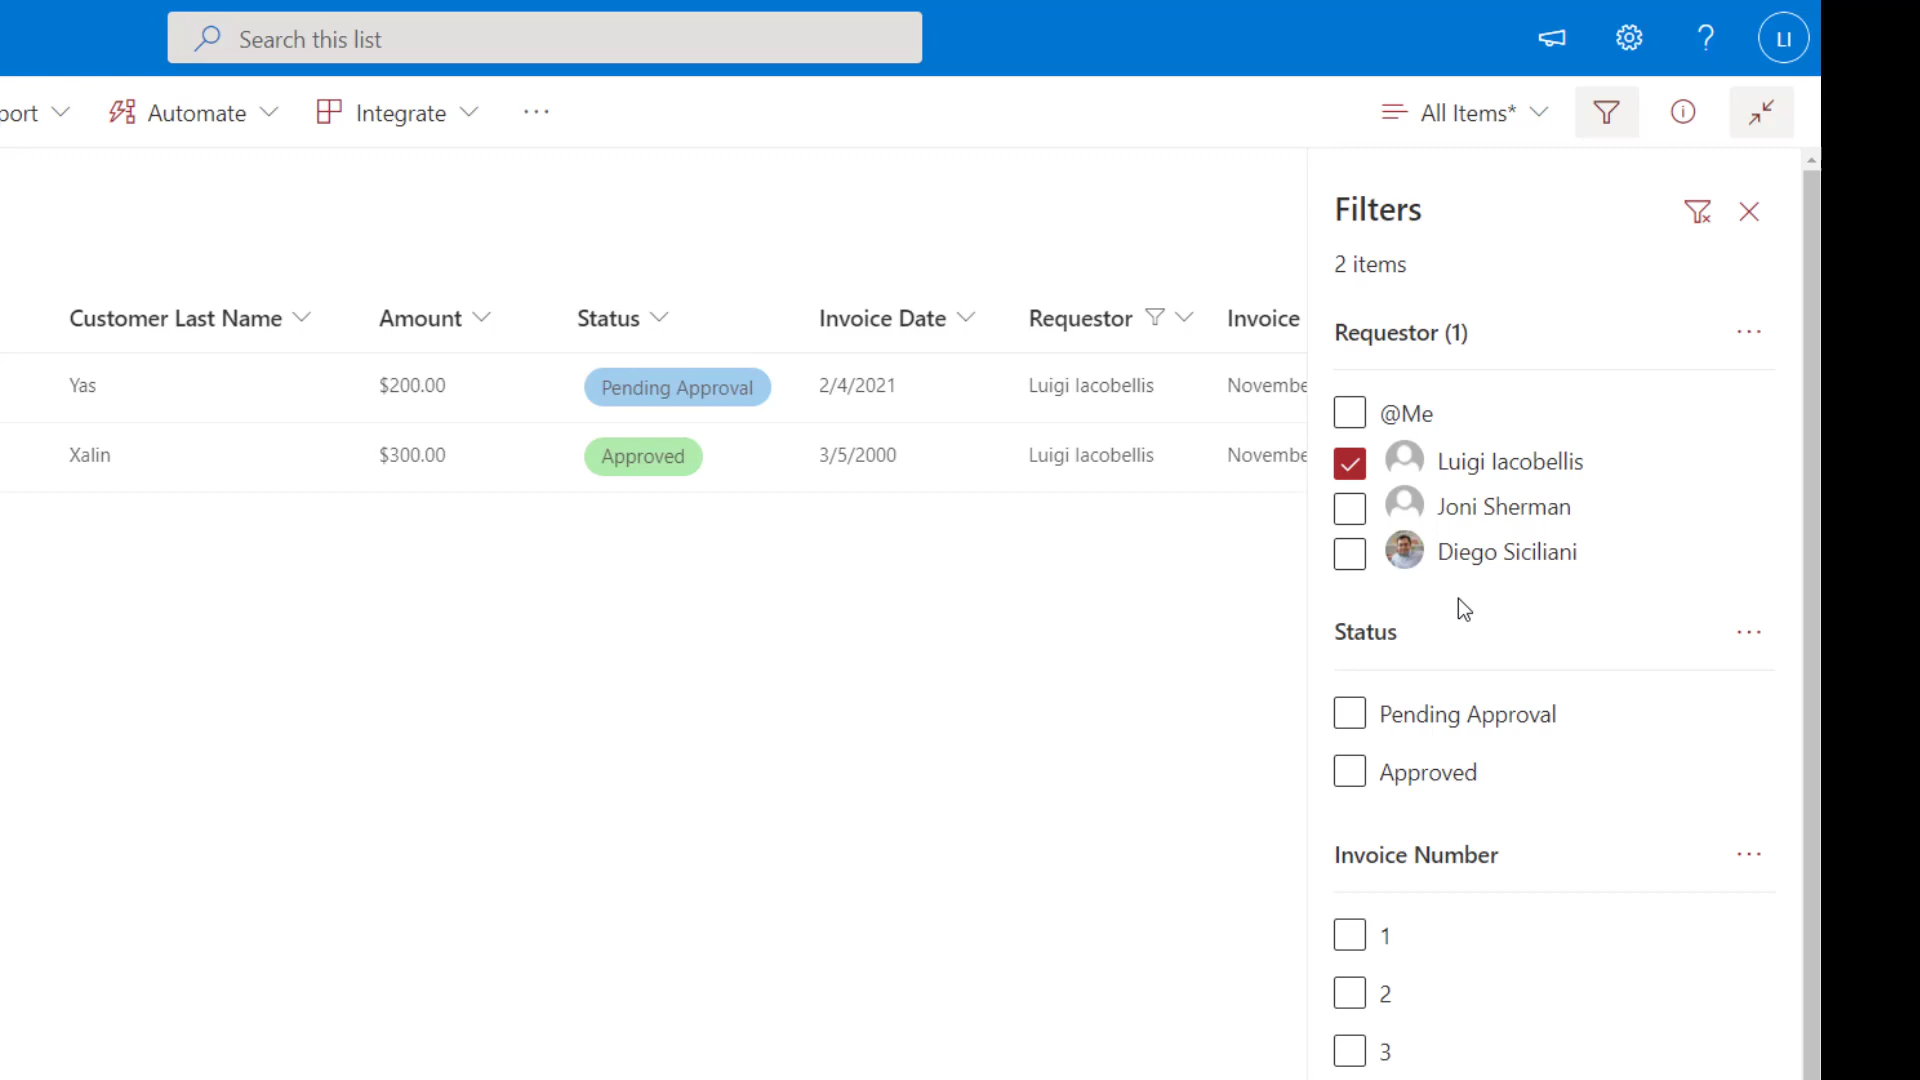 Search this list
LI
port
Automate
Integrate
All Items*
Filters
2 items
Customer Last Name
Amount
Status
Invoice Date
Requestor
Invoice
Requestor (1)
Yas
$200.00
Pending Approval
2/4/2021
Luigi Iacobellis
Novembe
Xalin
$300.00
Approved
3/5/2000
Luigi Iacobellis
Novembe
@Me
Luigi Iacobellis
Joni Sherman
Diego Siciliani
Status
Pending Approval
Approved
Invoice Number
1
2
3